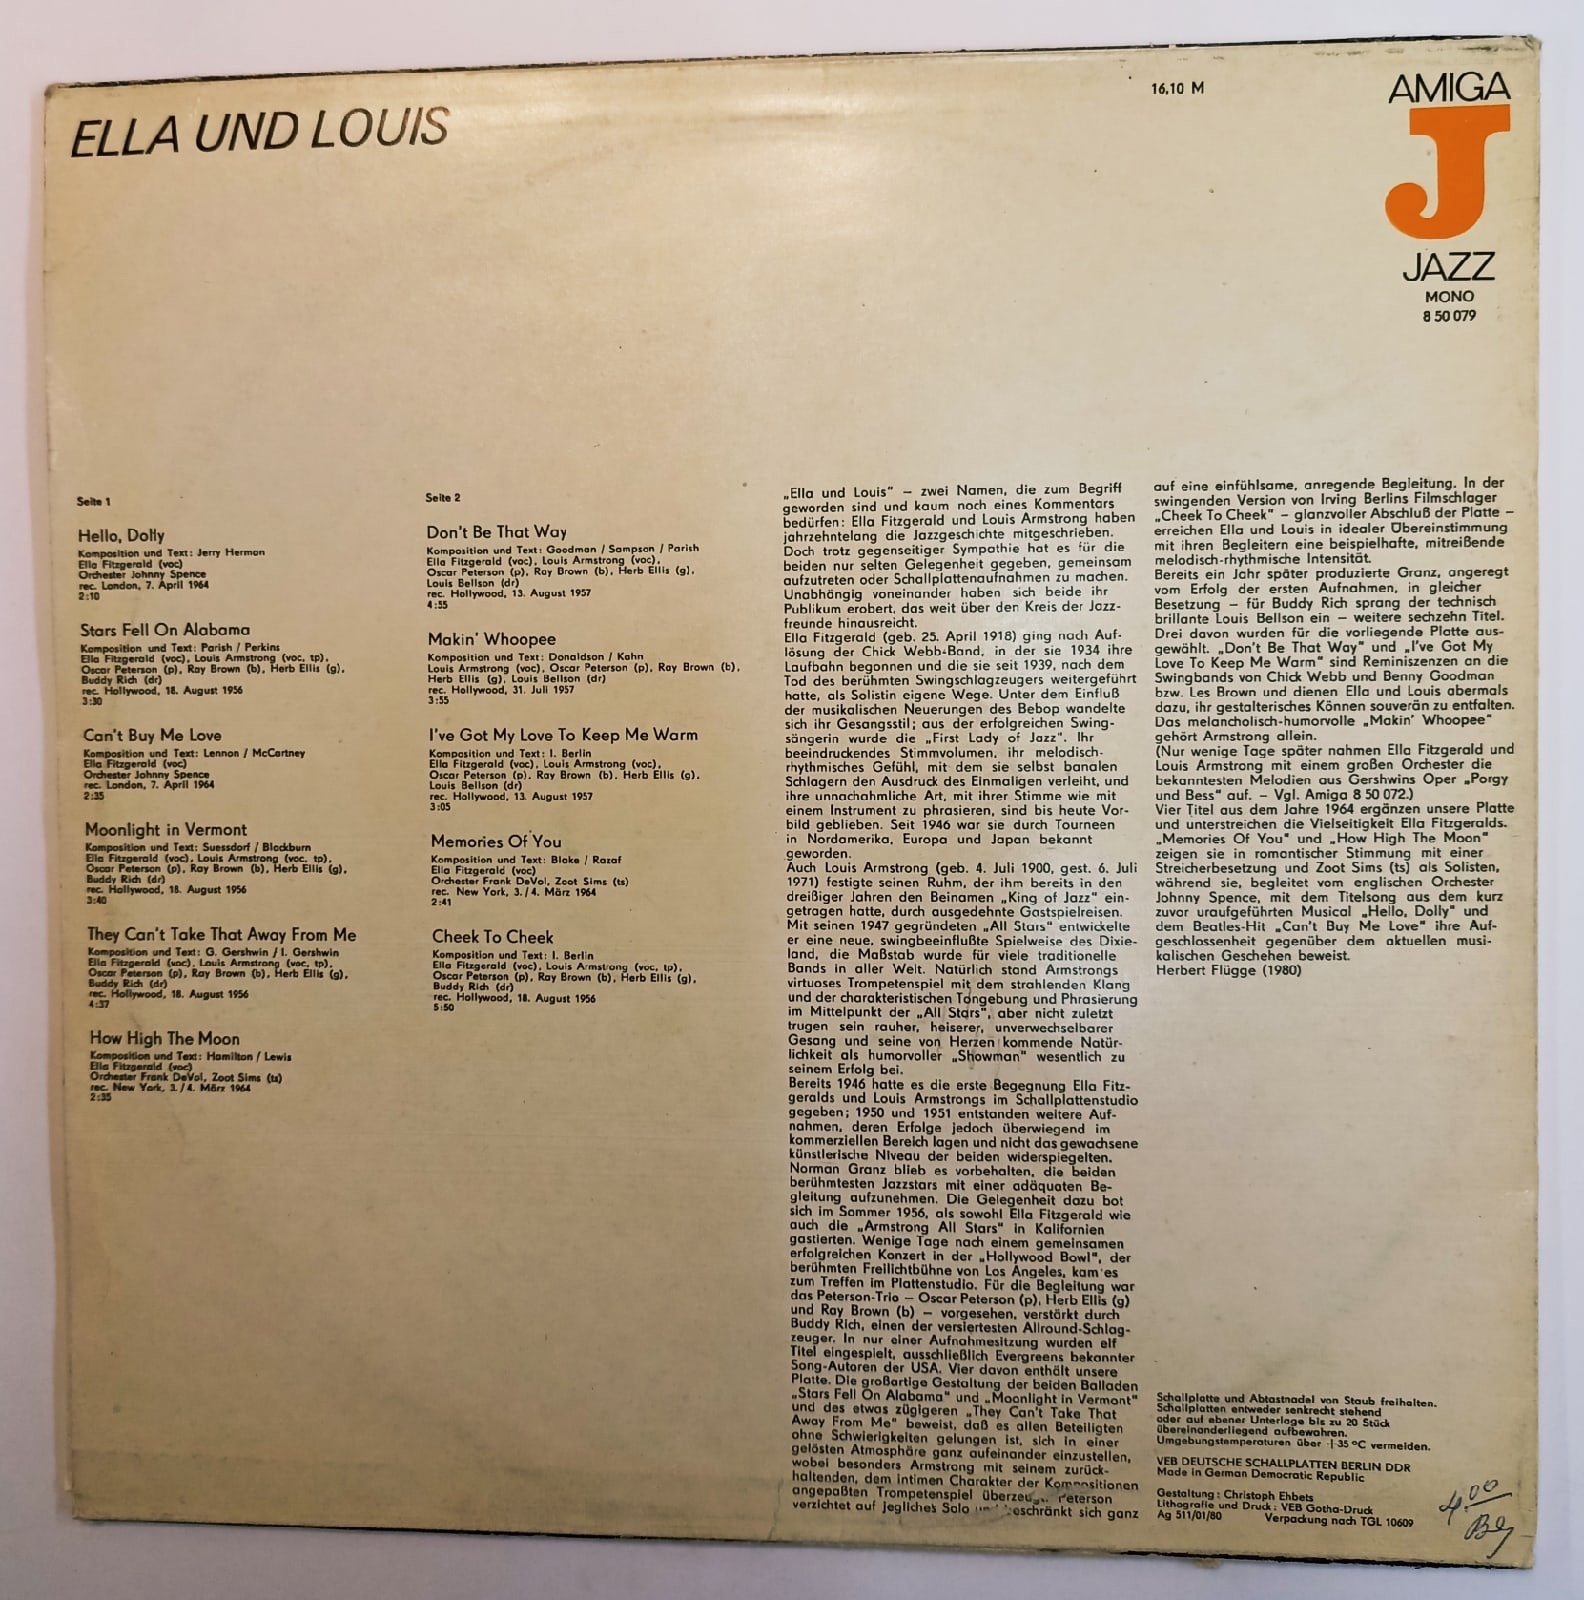 ELLA UND LOUIS
16,10 M
AMIGA
J
JAZZ
MONO
8 50 079
Seite 1
Hello, Dolly
Komposition und Text: Jerry Herman
Ella Fitzgerald (voc)
Orchester Johnny Spence
rec. London, 7. April 1964
2:10
Stars Fell On Alabama
Komposition und Text: Parish / Perkins
Ella Fitzgerald (voc), Louis Armstrong (voc, tp),
Oscar Peterson (p), Ray Brown (b), Herb Ellis (g),
Buddy Rich (dr)
rec. Hollywood, 18. August 1956
3:30
Can't Buy Me Love
Komposition und Text: Lennon / McCartney
Ella Fitzgerald (voc)
Orchester Johnny Spence
rec. London, 7. April 1964
2:35
Moonlight in Vermont
Komposition und Text: Suessdorf / Blackburn
Ella Fitzgerald (voc), Louis Armstrong (voc, tp),
Oscar Peterson (p), Ray Brown (b), Herb Ellis (g),
Buddy Rich (dr)
rec. Hollywood, 18. August 1956
3:40
They Can't Take That Away From Me
Komposition und Text: G. Gershwin / I. Gershwin
Ella Fitzgerald (voc), Louis Armstrong (voc, tp),
Oscar Peterson (p), Ray Brown (b), Herb Ellis (g),
Buddy Rich (dr)
rec. Hollywood, 18. August 1956
4:37
How High The Moon
Komposition und Text: Hamilton / Lewis
Ella Fitzgerald (voc)
Orchester Frank DeVol, Zoot Sims (ts)
rec. New York, 3./4. März 1964
2:35
Seite 2
Don't Be That Way
Komposition und Text: Goodman / Sampson / Parish
Ella Fitzgerald (voc), Louis Armstrong (voc),
Oscar Peterson (p), Ray Brown (b), Herb Ellis (g),
Louis Bellson (dr)
rec. Hollywood, 13. August 1957
4:55
Makin' Whoopee
Komposition und Text: Donaldson / Kahn
Louis Armstrong (voc), Oscar Peterson (p), Ray Brown (b),
Herb Ellis (g), Louis Bellson (dr)
rec. Hollywood, 31. Juli 1957
3:55
I've Got My Love To Keep Me Warm
Komposition und Text: I. Berlin
Ella Fitzgerald (voc), Louis Armstrong (voc),
Oscar Peterson (p), Ray Brown (b), Herb Ellis (g),
Louis Bellson (dr)
rec. Hollywood, 13. August 1957
3:05
Memories Of You
Komposition und Text: Blake / Razaf
Ella Fitzgerald (voc)
Orchester Frank DeVol, Zoot Sims (ts)
rec. New York, 3./4. März 1964
2:41
Cheek To Cheek
Komposition und Text: I. Berlin
Ella Fitzgerald (voc), Louis Armstrong (voc, tp),
Oscar Peterson (p), Ray Brown (b), Herb Ellis (g),
Buddy Rich (dr)
rec. Hollywood, 18. August 1956
5:50
„Ella und Louis“ – zwei Namen, die zum Begriff
geworden sind und kaum noch eines Kommentars
bedürfen: Ella Fitzgerald und Louis Armstrong haben
jahrzehntelang die Jazzgeschichte mitgeschrieben.
Doch trotz gegenseitiger Sympathie hat es für die
beiden nur selten Gelegenheit gegeben, gemeinsam
aufzutreten oder Schallplattenaufnahmen zu machen.
Unabhängig voneinander haben sich beide ihr
Publikum erobert, das weit über den Kreis der Jazz-
freunde hinausreicht.
Ella Fitzgerald (geb. 25. April 1918) ging nach Auf-
lösung der Chick Webb-Band, in der sie 1934 ihre
Laufbahn begonnen und die sie seit 1939, nach dem
Tod des berühmten Swingschlagzeugers weitergeführt
hatte, als Solistin eigene Wege. Unter dem Einfluß
der musikalischen Neuerungen des Bebop wandelte
sich ihr Gesangsstil; aus der erfolgreichen Swing-
sängerin wurde die „First Lady of Jazz“. Ihr
beeindruckendes Stimmvolumen, ihr melodisch-
rhythmisches Gefühl, mit dem sie selbst banalen
Schlagern den Ausdruck des Einmaligen verleiht, und
ihre unnachahmliche Art, mit ihrer Stimme wie mit
einem Instrument zu phrasieren, sind bis heute Vor-
bild geblieben. Seit 1946 war sie durch Tourneen
in Nordamerika, Europa und Japan bekannt
geworden.
Auch Louis Armstrong (geb. 4. Juli 1900, gest. 6. Juli
1971) festigte seinen Ruhm, der ihm bereits in den
dreißiger Jahren den Beinamen „King of Jazz“ ein-
getragen hatte, durch ausgedehnte Gastspielreisen.
Mit seinen 1947 gegründeten „All Stars“ entwickelte
er eine neue, swingbeeinflußte Spielweise des Dixie-
land, die Maßstab wurde für viele traditionelle
Bands in aller Welt. Natürlich stand Armstrongs
virtuoses Trompetenspiel mit dem strahlenden Klang
und der charakteristischen Tongebung und Phrasierung
im Mittelpunkt der „All Stars“, aber nicht zuletzt
trugen sein rauher, heiserer, unverwechselbarer
Gesang und seine von Herzen kommende Natür-
lichkeit als humorvoller „Showman“ wesentlich zu
seinem Erfolg bei.
Bereits 1946 hatte es die erste Begegnung Ella Fitz-
geralds und Louis Armstrongs im Schallplattenstudio
gegeben; 1950 und 1951 entstanden weitere Auf-
nahmen, deren Erfolge jedoch überwiegend im
kommerziellen Bereich lagen und nicht das gewachsene
künstlerische Niveau der beiden widerspiegelten.
Norman Granz blieb es vorbehalten, die beiden
berühmtesten Jazzstars mit einer adäquaten Be-
gleitung aufzunehmen. Die Gelegenheit dazu bot
sich im Sommer 1956, als sowohl Ella Fitzgerald wie
auch die „Armstrong All Stars“ in Kalifornien
gastierten. Wenige Tage nach einem gemeinsamen
erfolgreichen Konzert in der „Hollywood Bowl“, der
berühmten Freilichtbühne von Los Angeles, kam es
zum Treffen im Plattenstudio. Für die Begleitung war
das Peterson-Trio – Oscar Peterson (p), Herb Ellis (g)
und Ray Brown (b) – vorgesehen, verstärkt durch
Buddy Rich, einen der versiertesten Allround-Schlag-
zeuger. In nur einer Aufnahmesitzung wurden elf
Titel eingespielt, ausschließlich Evergreens bekannter
Song-Autoren der USA. Vier davon enthält unsere
Platte. Die großartige Gestaltung der beiden Balladen
„Stars Fell On Alabama“ und „Moonlight in Vermont“
und des etwas zügigeren „They Can't Take That
Away From Me“ beweist, daß es allen Beteiligten
ohne Schwierigkeiten gelungen ist, sich in einer
gelösten Atmosphäre ganz aufeinander einzustellen,
wobei besonders Armstrong mit seinem zurück-
haltenden, dem intimen Charakter der Kompositionen
angepaßten Trompetenspiel Peterson
verzichtet auf jegliches Solo sich ganz
auf eine einfühlsame, anregende Begleitung. In der
swingenden Version von Irving Berlins Filmschlager
„Cheek To Cheek“ – glanzvoller Abschluß der Platte –
erreichen Ella und Louis in idealer Übereinstimmung
mit ihren Begleitern eine beispielhafte, mitreißende
melodisch-rhythmische Intensität.
Bereits ein Jahr später produzierte Granz, angeregt
vom Erfolg der ersten Aufnahmen, in gleicher
Besetzung – für Buddy Rich sprang der technisch
brillante Louis Bellson ein – weitere sechzehn Titel.
Drei davon wurden für die vorliegende Platte aus-
gewählt. „Don't Be That Way“ und „I've Got My
Love To Keep Me Warm“ sind Reminiszenzen an die
Swingbands von Chick Webb und Benny Goodman
bzw. Les Brown und dienen Ella und Louis abermals
dazu, ihr gestalterisches Können souverän zu entfalten.
Das melancholisch-humorvolle „Makin' Whoopee“
gehört Armstrong allein.
(Nur wenige Tage später nahmen Ella Fitzgerald und
Louis Armstrong mit einem großen Orchester die
bekanntesten Melodien aus Gershwins Oper „Porgy
und Bess“ auf. – Vgl. Amiga 8 50 072.)
Vier Titel aus dem Jahre 1964 ergänzen unsere Platte
und unterstreichen die Vielseitigkeit Ella Fitzgeralds.
„Memories Of You“ und „How High The Moon“
zeigen sie in romantischer Stimmung mit einer
Streicherbesetzung und Zoot Sims (ts) als Solisten,
während sie, begleitet vom englischen Orchester
Johnny Spence, mit dem Titelsong aus dem kurz
zuvor uraufgeführten Musical „Hello, Dolly“ und
dem Beatles-Hit „Can't Buy Me Love“ ihre Auf-
geschlossenheit gegenüber dem aktuellen musi-
kalischen Geschehen beweist.
Herbert Flügge (1980)
Schallplatte und Abtastnadel von Staub freihalten.
Schallplatten entweder senkrecht stehend
oder auf ebener Unterlage bis zu 20 Stück
übereinanderliegend aufbewahren.
Umgebungstemperaturen über +35 °C vermeiden.
VEB DEUTSCHE SCHALLPLATTEN BERLIN DDR
Made in German Democratic Republic
Gestaltung: Christoph Ehbets
Lithografie und Druck: VEB Gotha-Druck
Ag 511/01/80 Verpackung nach TGL 10609
4.00